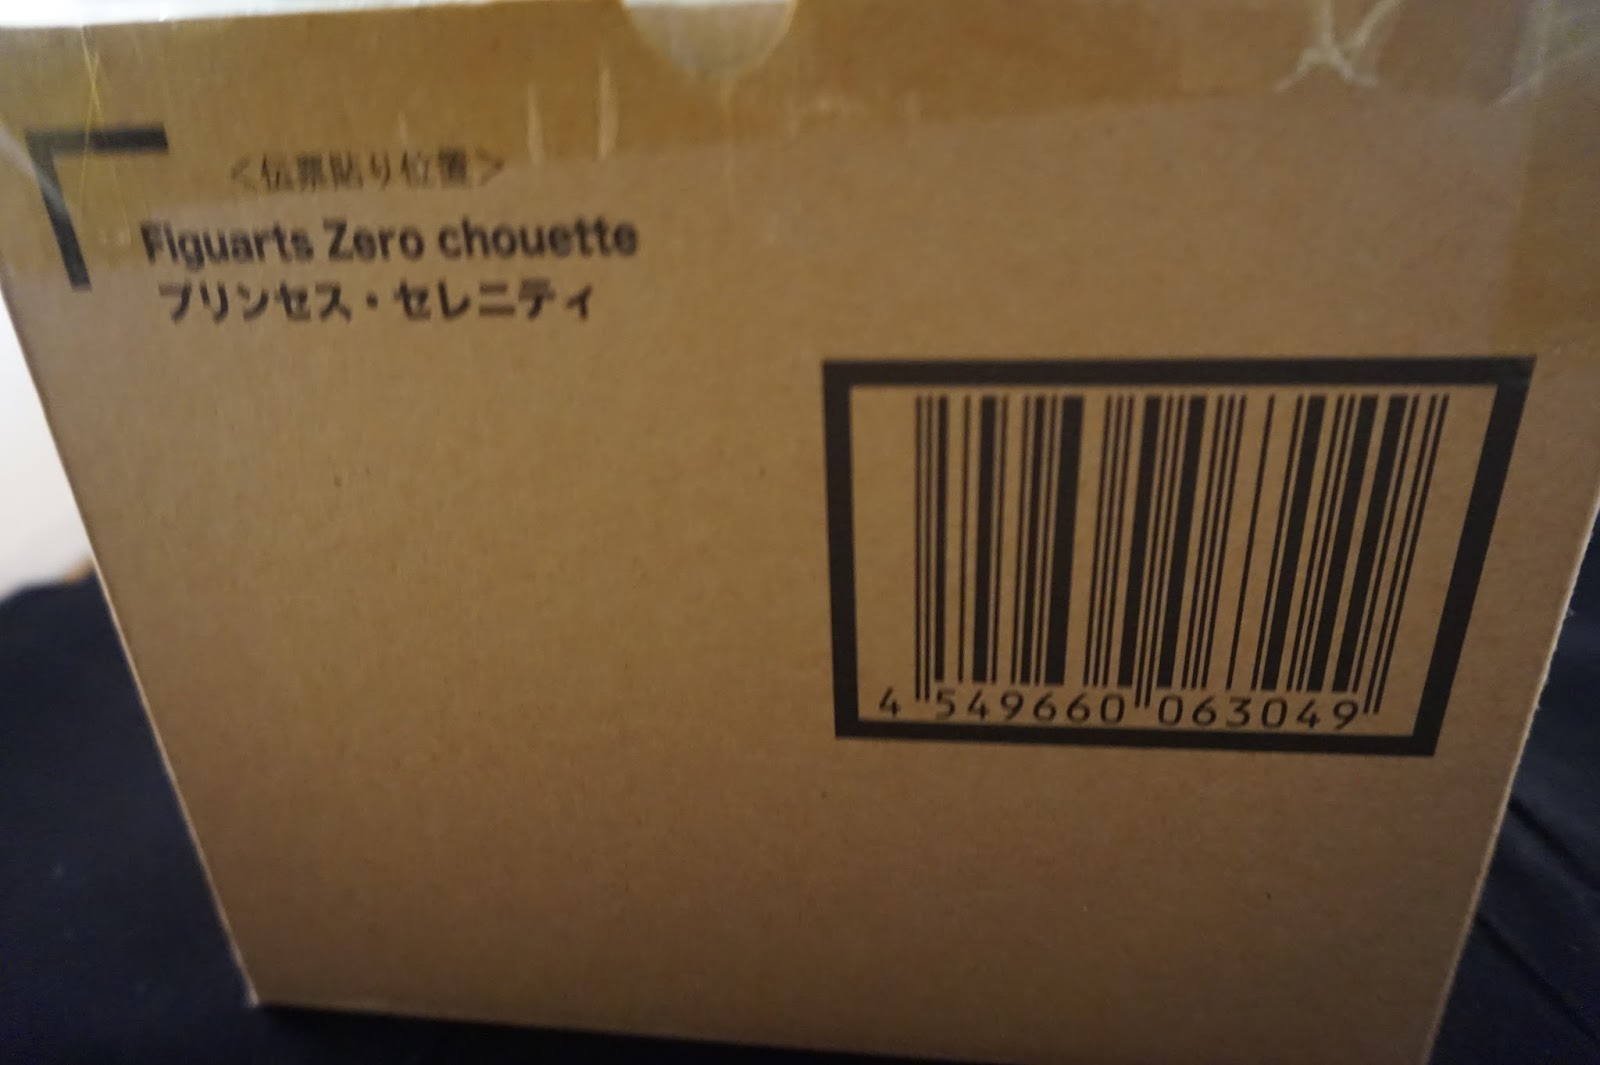 ＜伝票貼り位置＞
Figuarts Zero chouette
プリンセス・セレニティ
4 549660 063049